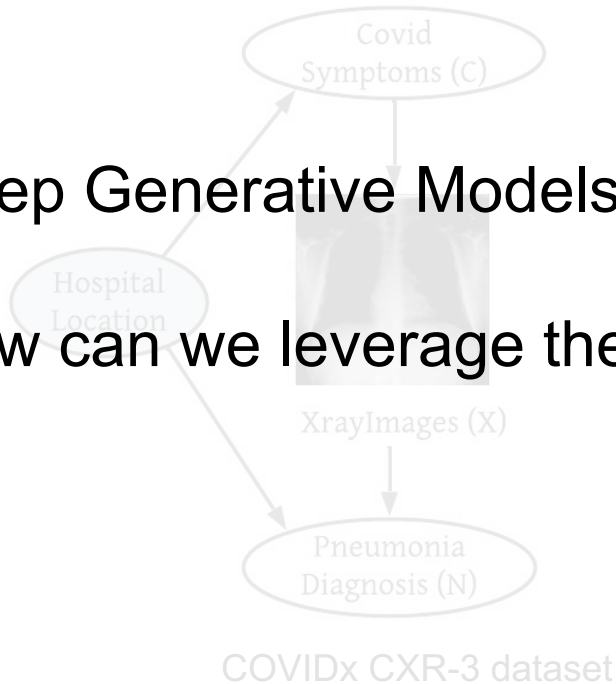 Covid
Symptoms (C)
ep Generative Models
Hospital
Location
w can we leverage the
XrayImages (X)
Pneumonia
Diagnosis (N)
COVIDx CXR-3 dataset